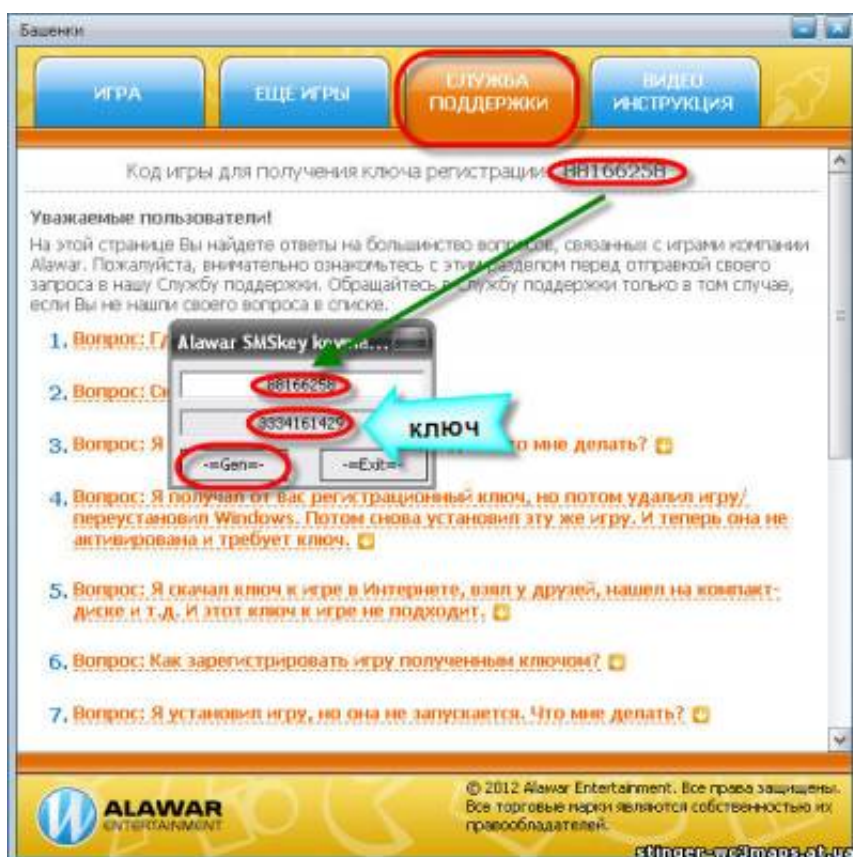 Башенки
ИГРА
ЕЩЕ ИГРЫ
СЛУЖБА
ПОДДЕРЖКИ
ВИДЕО
ИНСТРУКЦИЯ
Код игры для получения ключа регистрации 88166258
Уважаемые пользователи!
На этой странице Вы найдете ответы на большинство вопросов, связанных с играми компании
Alawar. Пожалуйста, внимательно ознакомьтесь с этим разделом перед отправкой своего
запроса в нашу Службу поддержки. Обращайтесь в Службу поддержки только в том случае,
если Вы не нашли своего вопроса в списке.
1. Вопрос:
Alawar SMSkey
2. Вопрос:
88166258
3334161429
ключ
3. Вопрос: Я
мне делать?
-=Gen=-
-=Exit=-
4. Вопрос: Я получал от вас регистрационный ключ, но потом удалил игру/
переустановил Windows. Потом снова установил эту же игру. И теперь она не
активирована и требует ключ.
5. Вопрос: Я скачал ключ к игре в Интернете, взял у друзей, нашел на компакт-
диске и т.д. И этот ключ к игре не подходит.
6. Вопрос: Как зарегистрировать игру полученным ключом?
7. Вопрос: Я установил игру, но она не запускается. Что мне делать?
ALAWAR
ENTERTAINMENT
© 2012 Alawar Entertainment. Все права защищены.
Все торговые марки являются собственностью их
правообладателей.
stinger-wc3maps.at.ua